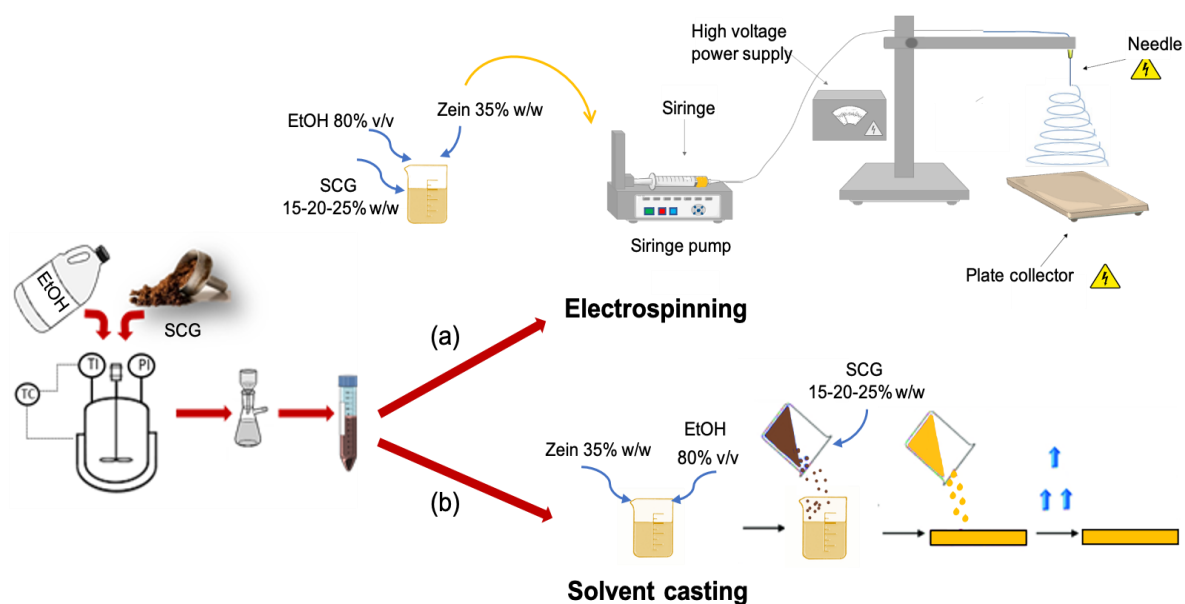 High voltage
power supply
Needle
EtOH 80% v/v
Zein 35% w/w
SCG
15-20-25% w/w
Siringe
Siringe pump
Plate collector
EtOH
SCG
TI
PI
TC
(a)
Electrospinning
(b)
SCG
15-20-25% w/w
Zein 35% w/w
EtOH
80% v/v
Solvent casting